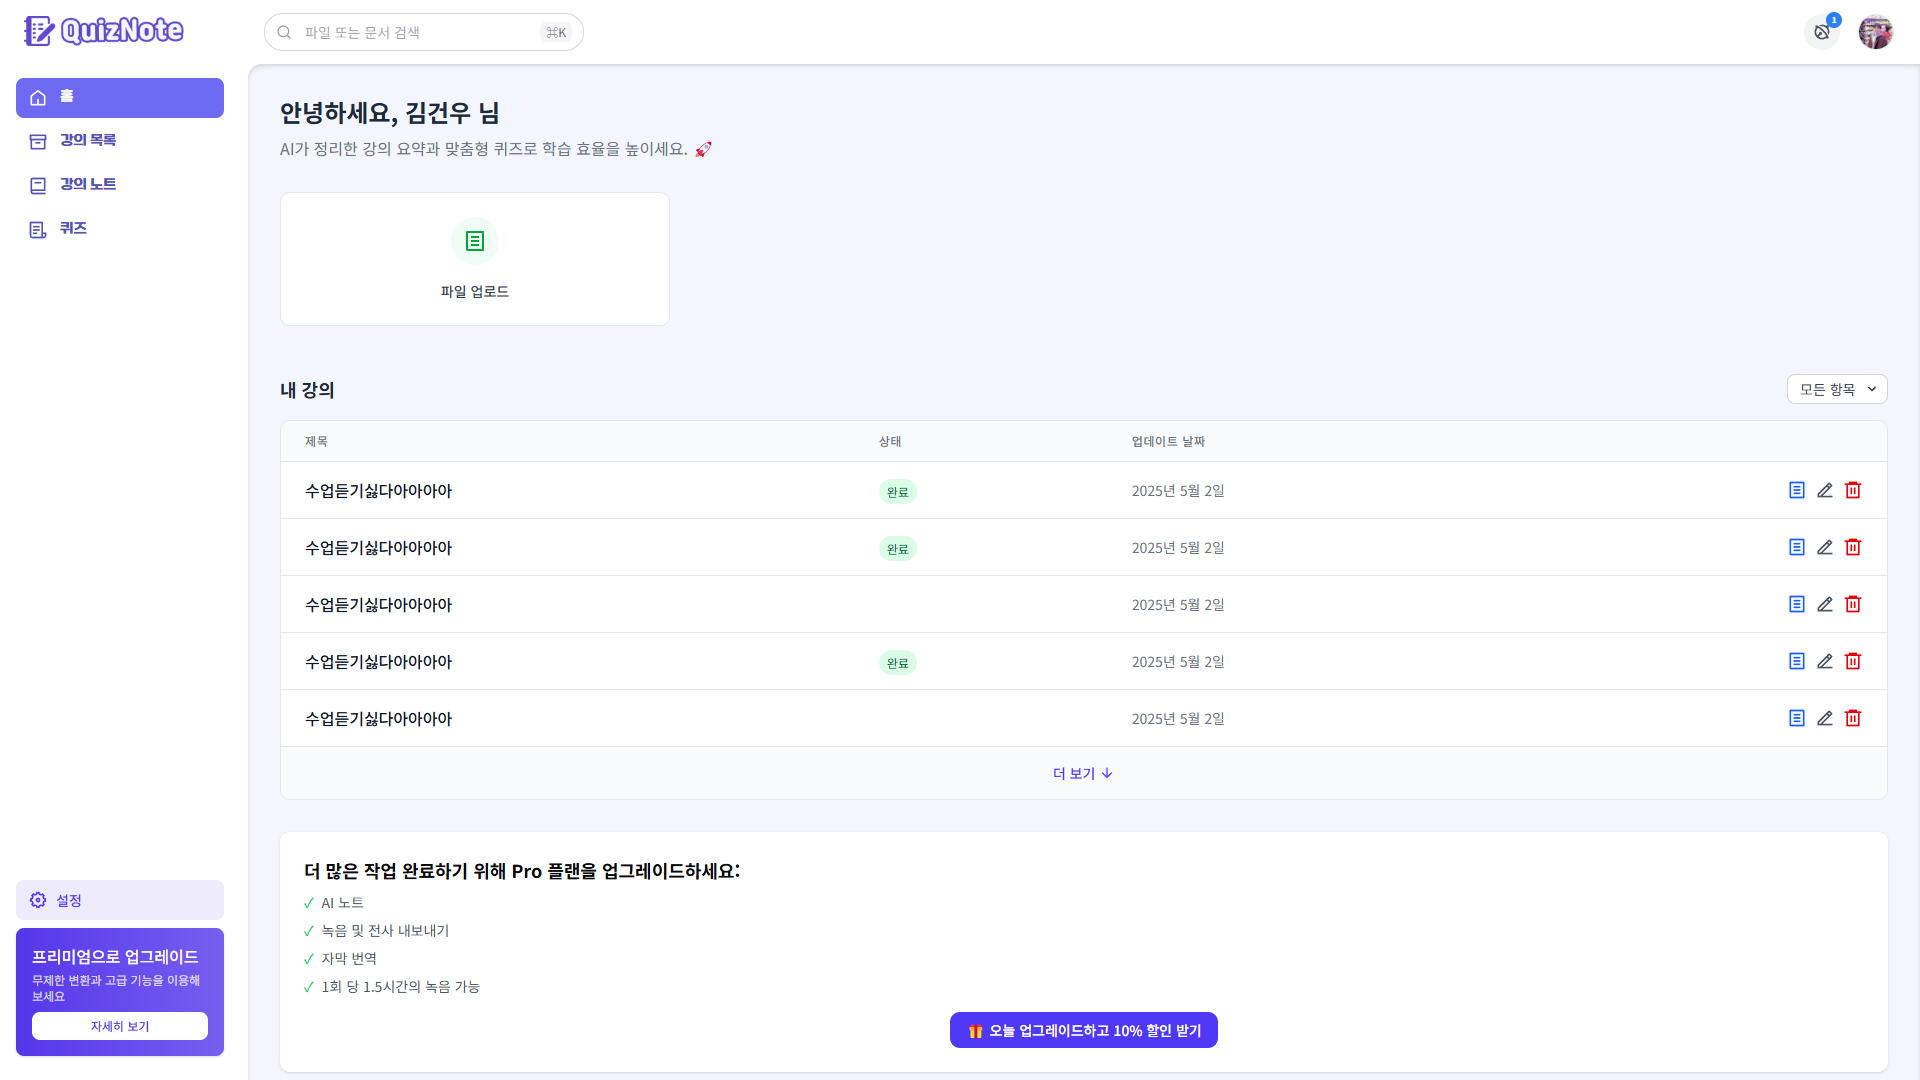 QuizNote
파일 또는 문서 검색
⌘K
1
홈
강의 목록
강의 노트
퀴즈
안녕하세요, 김건우 님
AI가 정리한 강의 요약과 맞춤형 퀴즈로 학습 효율을 높이세요. 🚀
파일 업로드
내 강의
모든 항목
제목 상태 업데이트 날짜
수업듣기싫다아아아아 완료 2025년 5월 2일
수업듣기싫다아아아아 완료 2025년 5월 2일
수업듣기싫다아아아아 2025년 5월 2일
수업듣기싫다아아아아 완료 2025년 5월 2일
수업듣기싫다아아아아 2025년 5월 2일
더 보기 ↓
더 많은 작업 완료하기 위해 Pro 플랜을 업그레이드하세요:
✓ AI 노트
✓ 녹음 및 전사 내보내기
✓ 자막 번역
✓ 1회 당 1.5시간의 녹음 가능
🎁 오늘 업그레이드하고 10% 할인 받기
설정
프리미엄으로 업그레이드
무제한 변환과 고급 기능을 이용해
보세요
자세히 보기